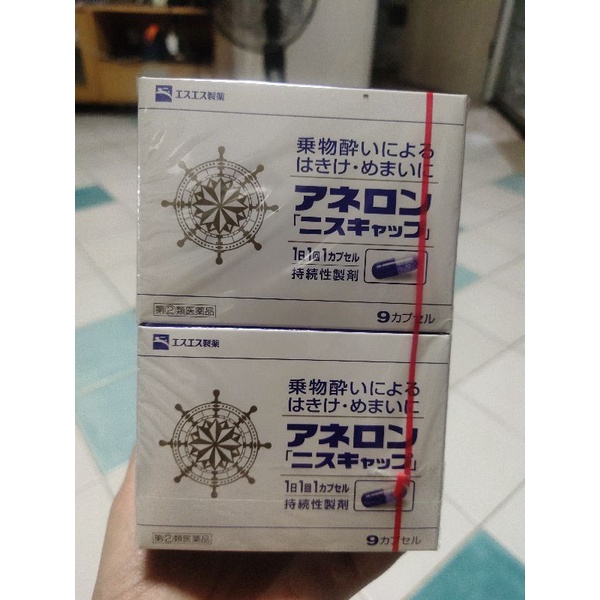 エスエス製薬
乗物酔いによる
はきけ・めまいに
アネロン
「ニスキャップ」
1日1回1カプセル
持続性製剤
指②類医薬品
9カプセル
エスエス製薬
乗物酔いによる
はきけ・めまいに
アネロン
「ニスキャップ」
1日1回1カプセル
持続性製剤
指②類医薬品
9カプセル